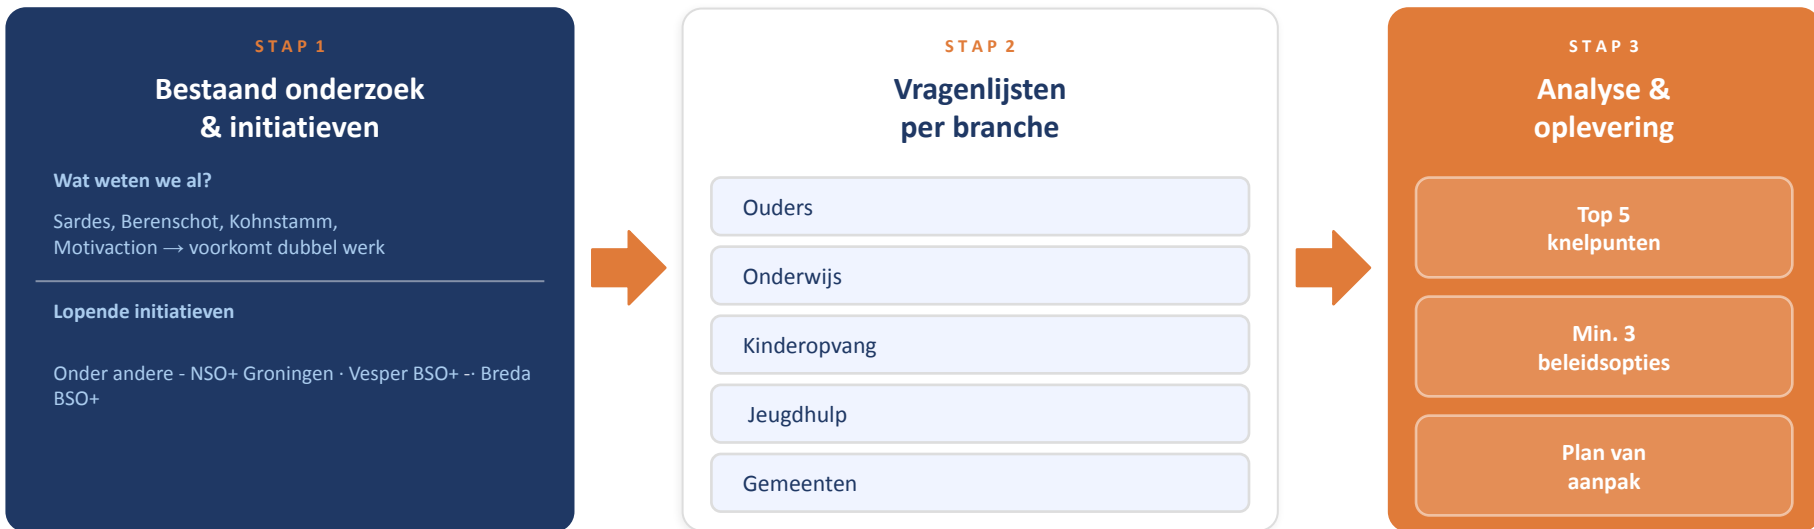 STAP 1
Bestaand onderzoek
& initiatieven
Wat weten we al?
Sardes, Berenschot, Kohnstamm,
Motivaction → voorkomt dubbel werk
Lopende initiatieven
Onder andre - NSO+ Groningen · Vesper BSO+ -· Breda
BSO+
STAP 2
Vragenlijsten
per branche
Ouders
Onderwijs
Kinderopvang
Jeugdhulp
Gemeenten
STAP 3
Analyse &
oplevering
Top 5
knelpunten
Min. 3
beleidsopties
Plan van
aanpak